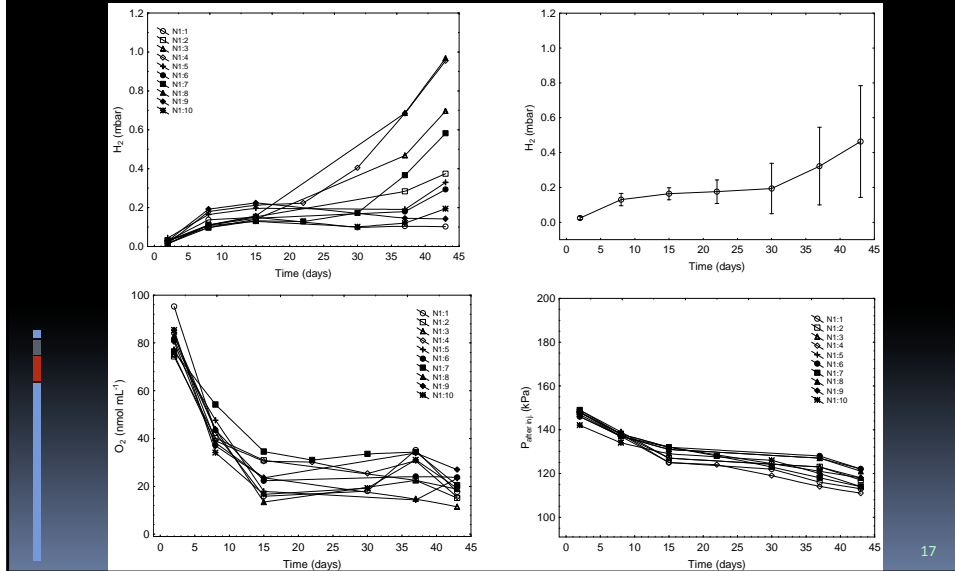 1.2
1.0
0.8
0.6
0.4
0.2
0.0
H2 (mbar)
N1:1
N1:2
N1:3
N1:4
N1:5
N1:6
N1:7
N1:8
N1:9
N1:10
0 5 10 15 20 25 30 35 40 45
Time (days)
1.2
1.0
0.8
0.6
0.4
0.2
0.0
H2 (mbar)
0 5 10 15 20 25 30 35 40 45
Time (days)
100
80
60
40
20
0
O2 (nmol mL-1)
N1:1
N1:2
N1:3
N1:4
N1:5
N1:6
N1:7
N1:8
N1:9
N1:10
0 5 10 15 20 25 30 35 40 45
Time (days)
200
180
160
140
120
100
Pafter inj. (kPa)
N1:1
N1:2
N1:3
N1:4
N1:5
N1:6
N1:7
N1:8
N1:9
N1:10
0 5 10 15 20 25 30 35 40 45
Time (days)
17